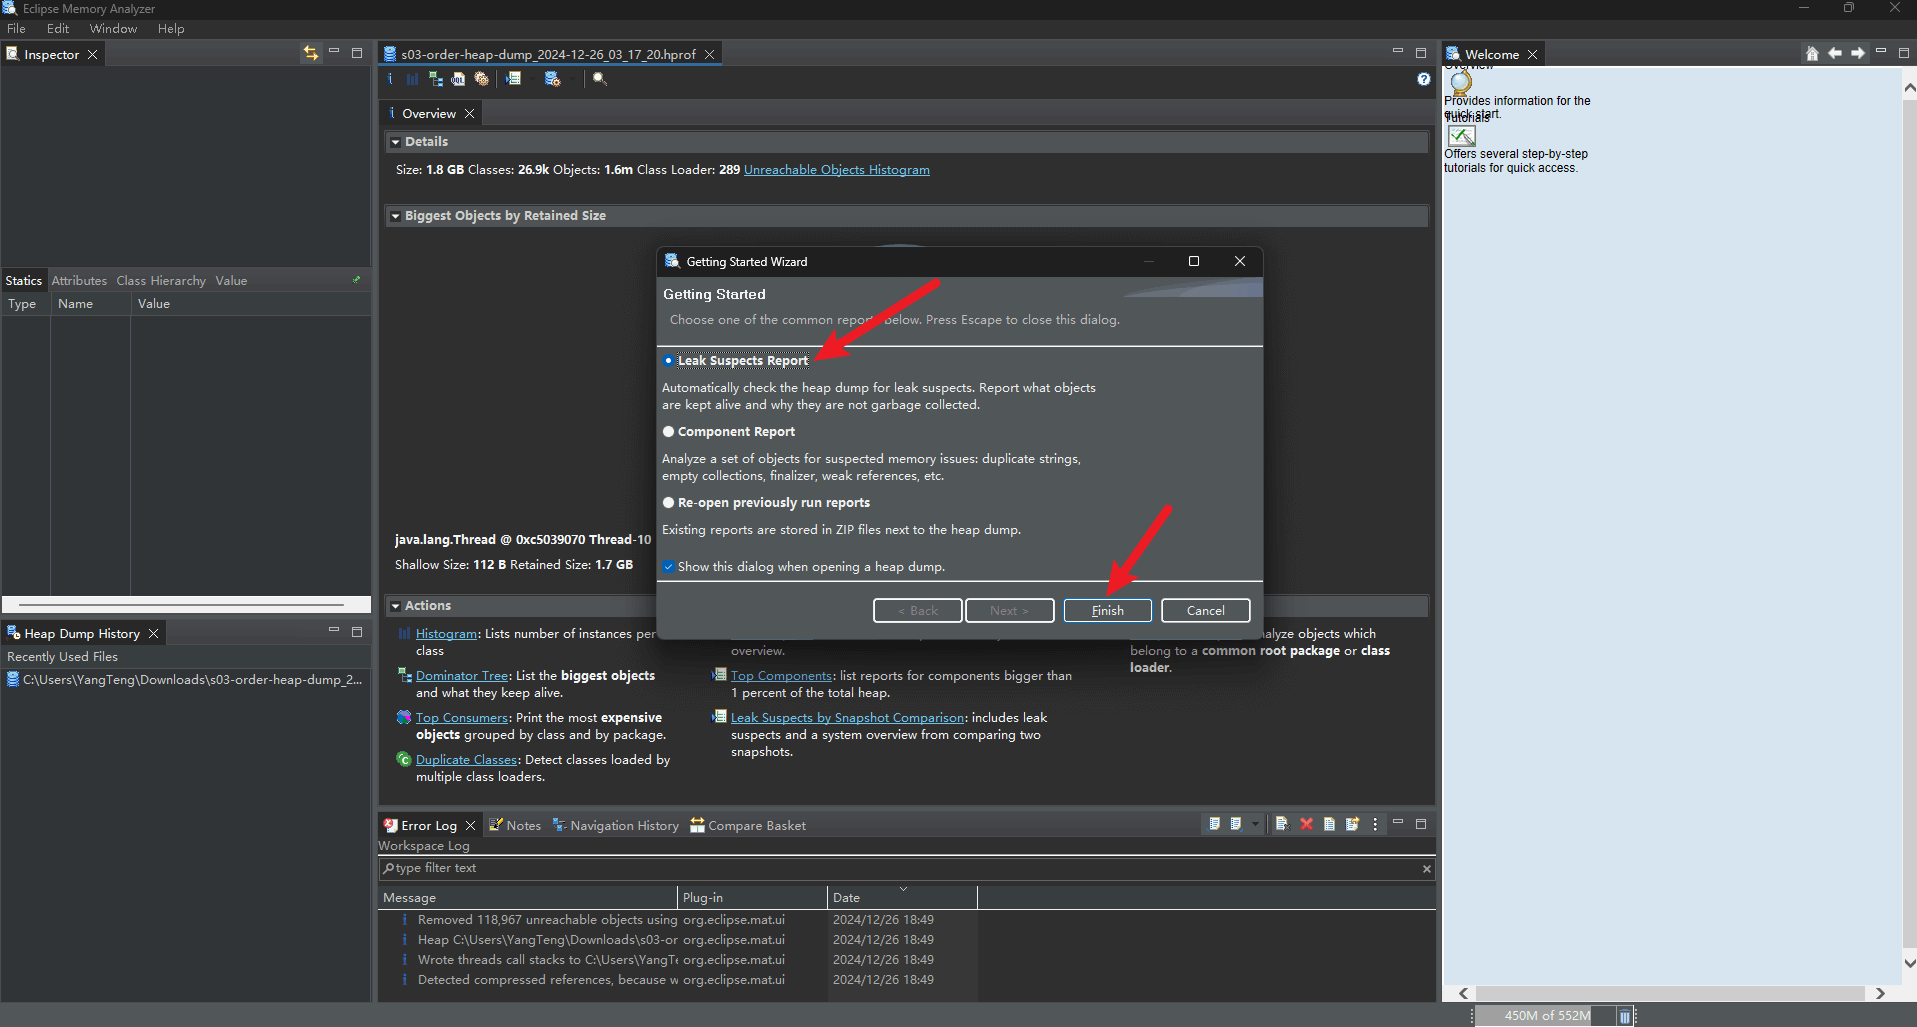 Eclipse Memory Analyzer
File Edit Window Help
Inspector
Statics Attributes Class Hierarchy Value
Type Name Value
Heap Dump History
Recently Used Files
C:\Users\YangTeng\Downloads\s03-order-heap-dump_2...
s03-order-heap-dump_2024-12-26_03_17_20.hprof
i
Overview
Details
Size: 1.8 GB Classes: 26.9k Objects: 1.6m Class Loader: 289 Unreachable Objects Histogram
Biggest Objects by Retained Size
java.lang.Thread @ 0xc5039070 Thread-10
Shallow Size: 112 B Retained Size: 1.7 GB
Actions
Histogram: Lists number of instances per
class
Dominator Tree: List the biggest objects
and what they keep alive.
Top Consumers: Print the most expensive
objects grouped by class and by package.
Duplicate Classes: Detect classes loaded by
multiple class loaders.
overview.
Top Components: list reports for components bigger than
1 percent of the total heap.
Leak Suspects by Snapshot Comparison: includes leak
suspects and a system overview from comparing two
snapshots.
alyze objects which
belong to a common root package or class
loader.
Getting Started Wizard
Getting Started
Choose one of the common report below. Press Escape to close this dialog.
Leak Suspects Report
Automatically check the heap dump for leak suspects. Report what objects
are kept alive and why they are not garbage collected.
Component Report
Analyze a set of objects for suspected memory issues: duplicate strings,
empty collections, finalizer, weak references, etc.
Re-open previously run reports
Existing reports are stored in ZIP files next to the heap dump.
Show this dialog when opening a heap dump.
< Back Next > Finish Cancel
Error Log Notes Navigation History Compare Basket
Workspace Log
type filter text
Message Plug-in Date
Removed 118,967 unreachable objects using org.eclipse.mat.ui 2024/12/26 18:49
Heap C:\Users\YangTeng\Downloads\s03-or org.eclipse.mat.ui 2024/12/26 18:49
Wrote threads call stacks to C:\Users\YangTe org.eclipse.mat.ui 2024/12/26 18:49
Detected compressed references, because w org.eclipse.mat.ui 2024/12/26 18:49
Welcome
Overview
Provides information for the
quick start.
Tutorials
Offers several step-by-step
tutorials for quick access.
450M of 552M